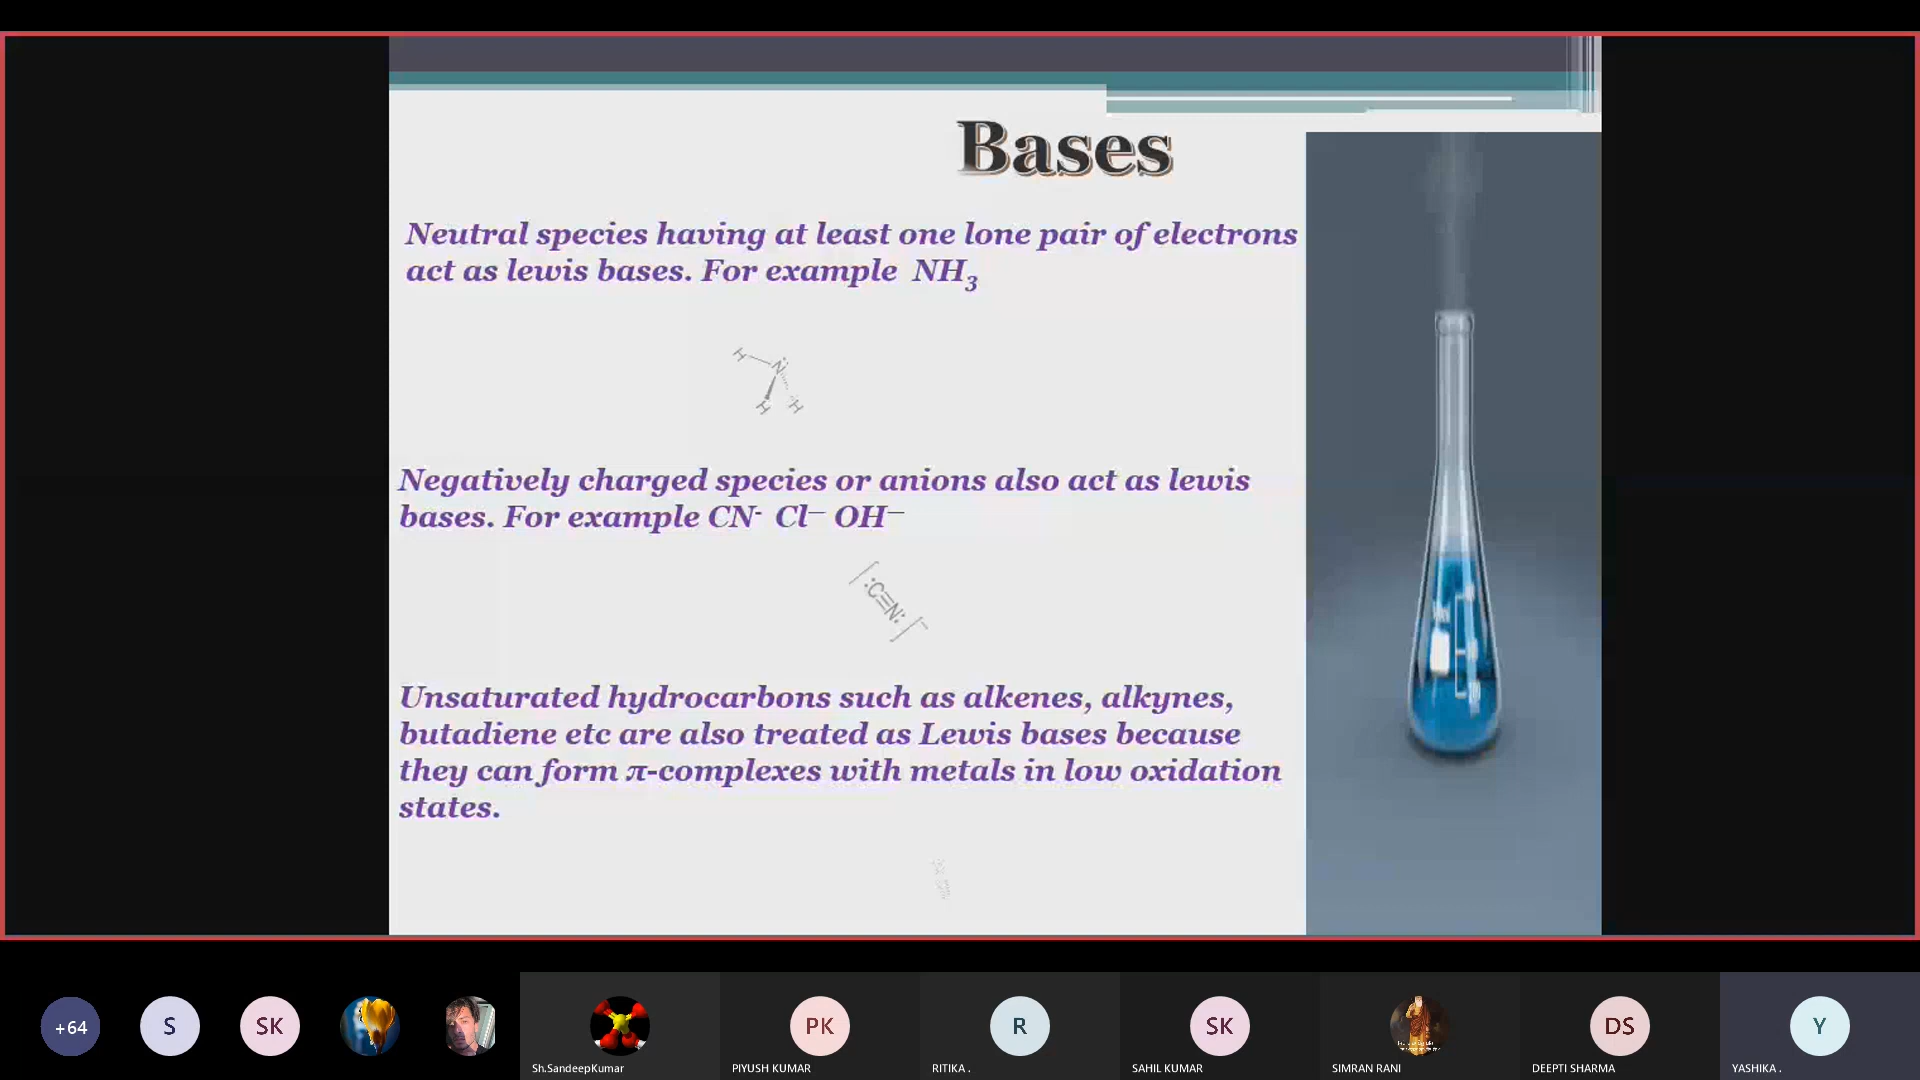 Bases
Neutral species having at least one lone pair of electrons
act as lewis bases. For example NH₃
H
N
H
H
Negatively charged species or anions also act as lewis
bases. For example CN⁻ Cl⁻ OH⁻
[:C≡N:]⁻
Unsaturated hydrocarbons such as alkenes, alkynes,
butadiene etc are also treated as Lewis bases because
they can form π-complexes with metals in low oxidation
states.
+64
S
SK
PK
R
SK
DS
Y
Sh.SandeepKumar
PIYUSH KUMAR
RITIKA .
SAHIL KUMAR
SIMRAN RANI
DEEPTI SHARMA
YASHIKA .